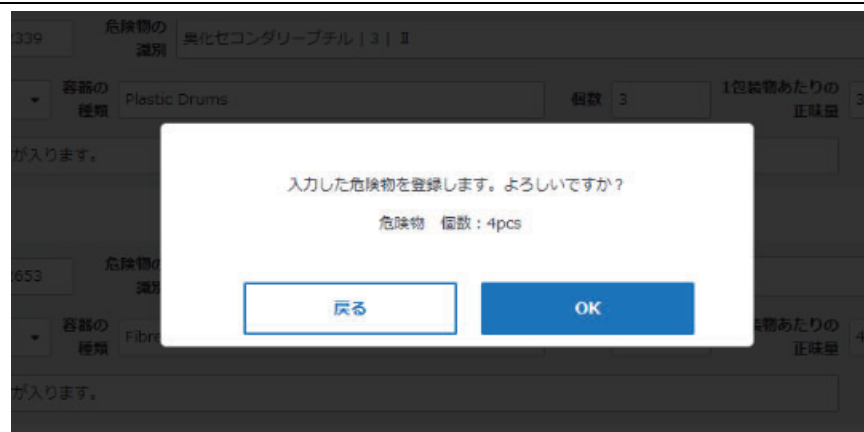 2339 危険物の識別 臭化セコンダリーブチル | 3 | Ⅱ
容器の種類 Plastic Drums 個数 3 1包装物あたりの正味量 3
が入ります。
入力した危険物を登録します。よろしいですか？
危険物　個数：4pcs
戻る OK
2653 危険物の識別
容器の種類 Fibre 装物あたりの正味量 4
が入ります。